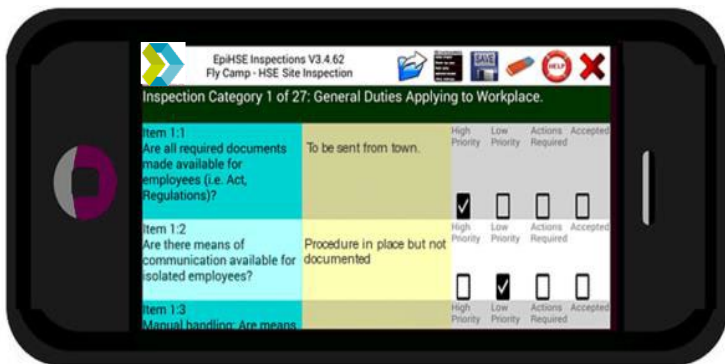 EpiHSE Inspections V3.4.62
Fly Camp - HSE Site Inspection
SAVE
HELP
Inspection Category 1 of 27: General Duties Applying to Workplace.
Item 1:1
Are all required documents
made available for
employees (i.e. Act,
Regulations)?
To be sent from town.
High
Priority
Low
Priority
Actions
Required
Accepted
Item 1:2
Are there means of
communication available for
isolated employees?
Procedure in place but not
documented
High
Priority
Low
Priority
Actions
Required
Accepted
Item 1:3
Manual handling: Are means
High
Priority
Low
Priority
Actions
Required
Accepted